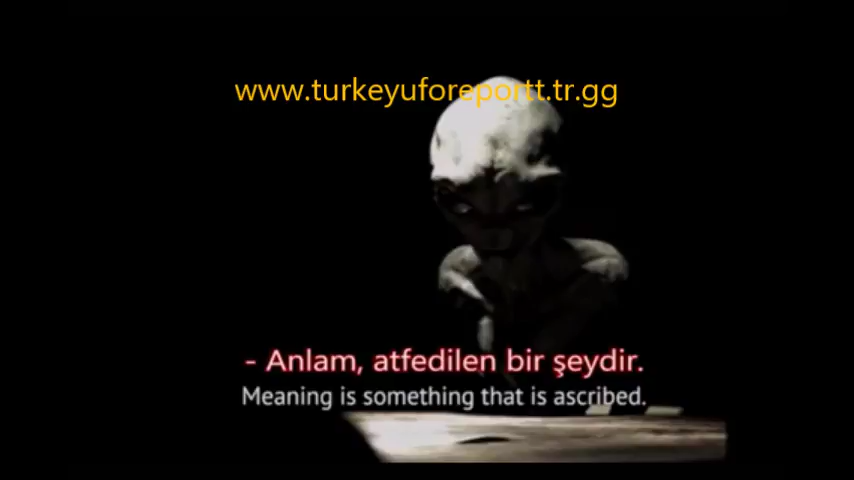 www.turkeyuforeportt.tr.gg
- Anlam, atfedilen bir şeydir.
Meaning is something that is ascribed.